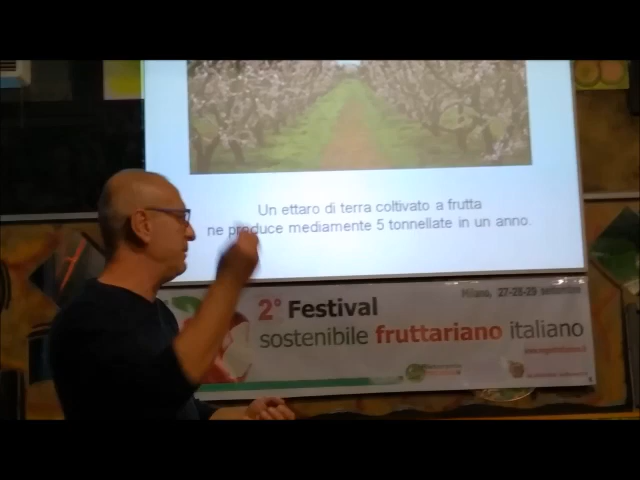 Un ettaro di terra coltivato a frutta
ne produce mediamente 5 tonnellate in un anno.
Milano, 27-28-29 settembre
2° Festival
sostenibile fruttariano italiano